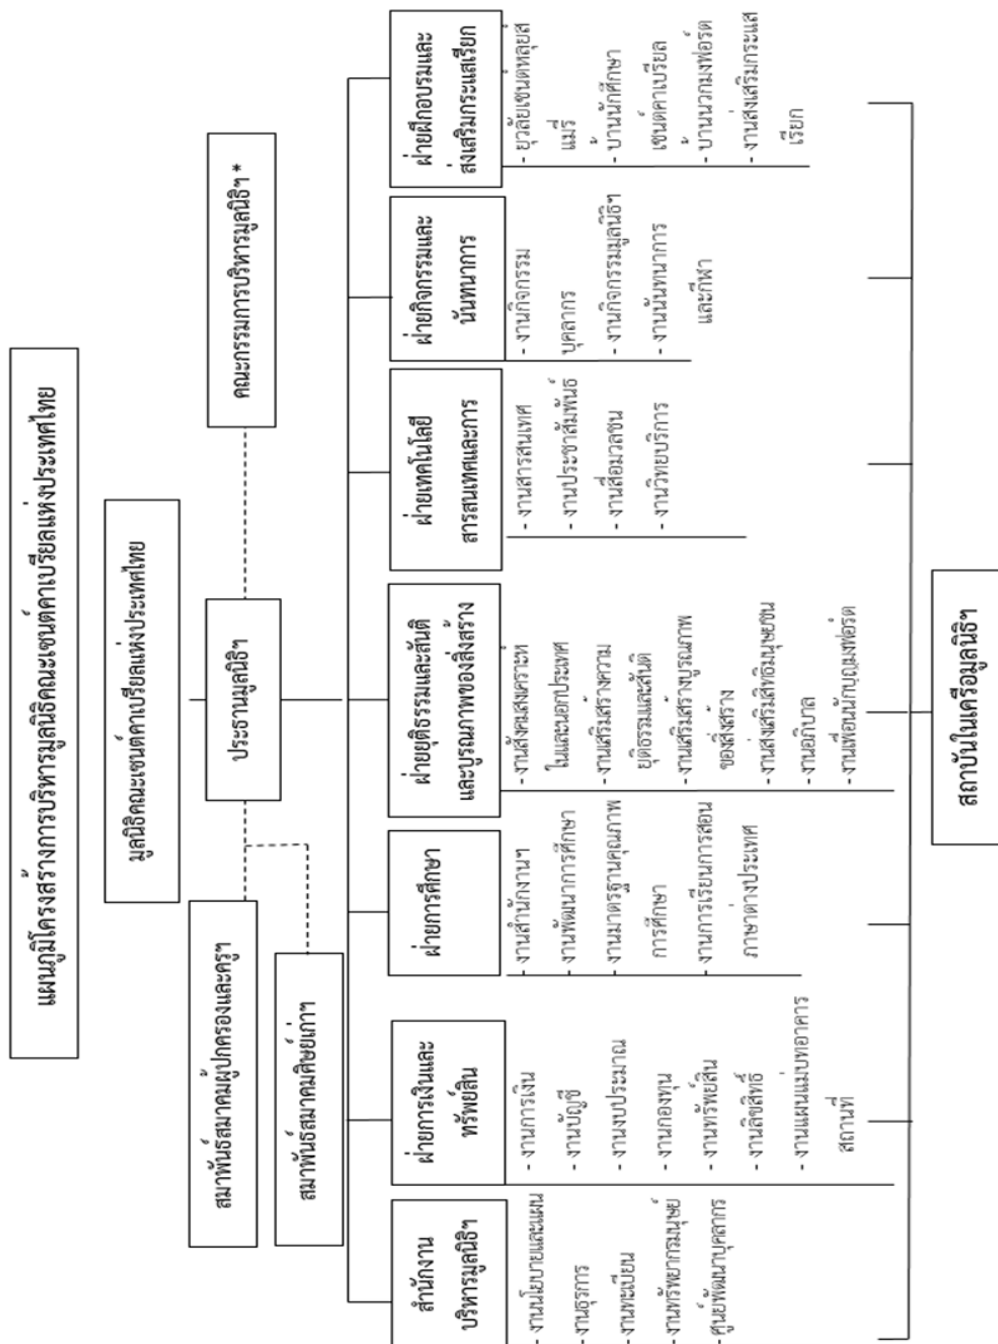 แผนภูมิโครงสร้างการบริหารมูลนิธิคณะเซนต์คาเบรียลแห่งประเทศไทย
มูลนิธิคณะเซนต์คาเบรียลแห่งประเทศไทย
สมาพันธ์สมาคมผู้ปกครองและครูฯ
ประธานมูลนิธิฯ
คณะกรรมการบริหารมูลนิธิฯ *
สมาพันธ์สมาคมศิษย์เก่าฯ
สำนักงาน
บริหารมูลนิธิฯ
- งานนโยบายและแผน
- งานธุรการ
- งานทะเบียน
- งานทรัพยากรมนุษย์
- ศูนย์พัฒนาบุคลากร
ฝ่ายการเงินและ
ทรัพย์สิน
- งานการเงิน
- งานบัญชี
- งานงบประมาณ
- งานกองทุน
- งานทรัพย์สิน
- งานลิขสิทธิ์
- งานแผนแม่บทอาคาร
สถานที่
ฝ่ายการศึกษา
- งานสำนักงานฯ
- งานพัฒนาการศึกษา
- งานมาตรฐานคุณภาพ
การศึกษา
- งานการเรียนการสอน
ภาษาต่างประเทศ
ฝ่ายยุติธรรมและสันติ
และบูรณภาพของสิ่งสร้าง
- งานสังคมสงเคราะห
ในและนอกประเทศ
- งานเสริมสร้างความ
ยุติธรรมและสันติ
- งานเสริมสร้างบูรณภาพ
ของสิ่งสร้าง
- งานส่งเสริมสิทธิมนุษยชน
- งานอภิบาล
- งานเพื่อนนักบุญมงฟอร์ต
ฝ่ายเทคโนโลยี
สารสนเทศและการ
- งานสารสนเทศ
- งานประชาสัมพันธ์
- งานสื่อมวลชน
- งานวิทยบริการ
ฝ่ายกิจกรรมและ
นันทนาการ
- งานกิจกรรม
บุคลากร
- งานกิจกรรมมูลนิธิฯ
- งานนันทนาการ
และกีฬา
ฝ่ายฝึกอบรมและ
ส่งเสริมกระแสเรียก
- ยุวลัยเซนต์หลุยส
แมรี่
- บ้านนักศึกษา
เซนต์คาเบรียล
- บ้านนวกมงฟอร์ต
- งานส่งเสริมกระแส
เรียก
สถาบันในเครือมูลนิธิฯ